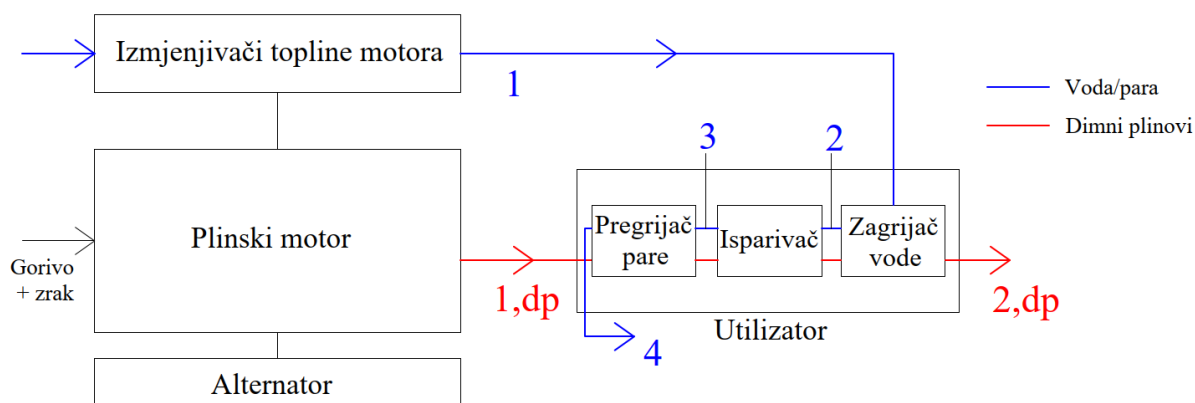 Izmjenjivači topline motora
1
Voda/para
Dimni plinovi
3
2
Plinski motor
Gorivo
+ zrak
Pregrijač
pare
Isparivač
Zagrijač
vode
1,dp
2,dp
Utilizator
4
Alternator